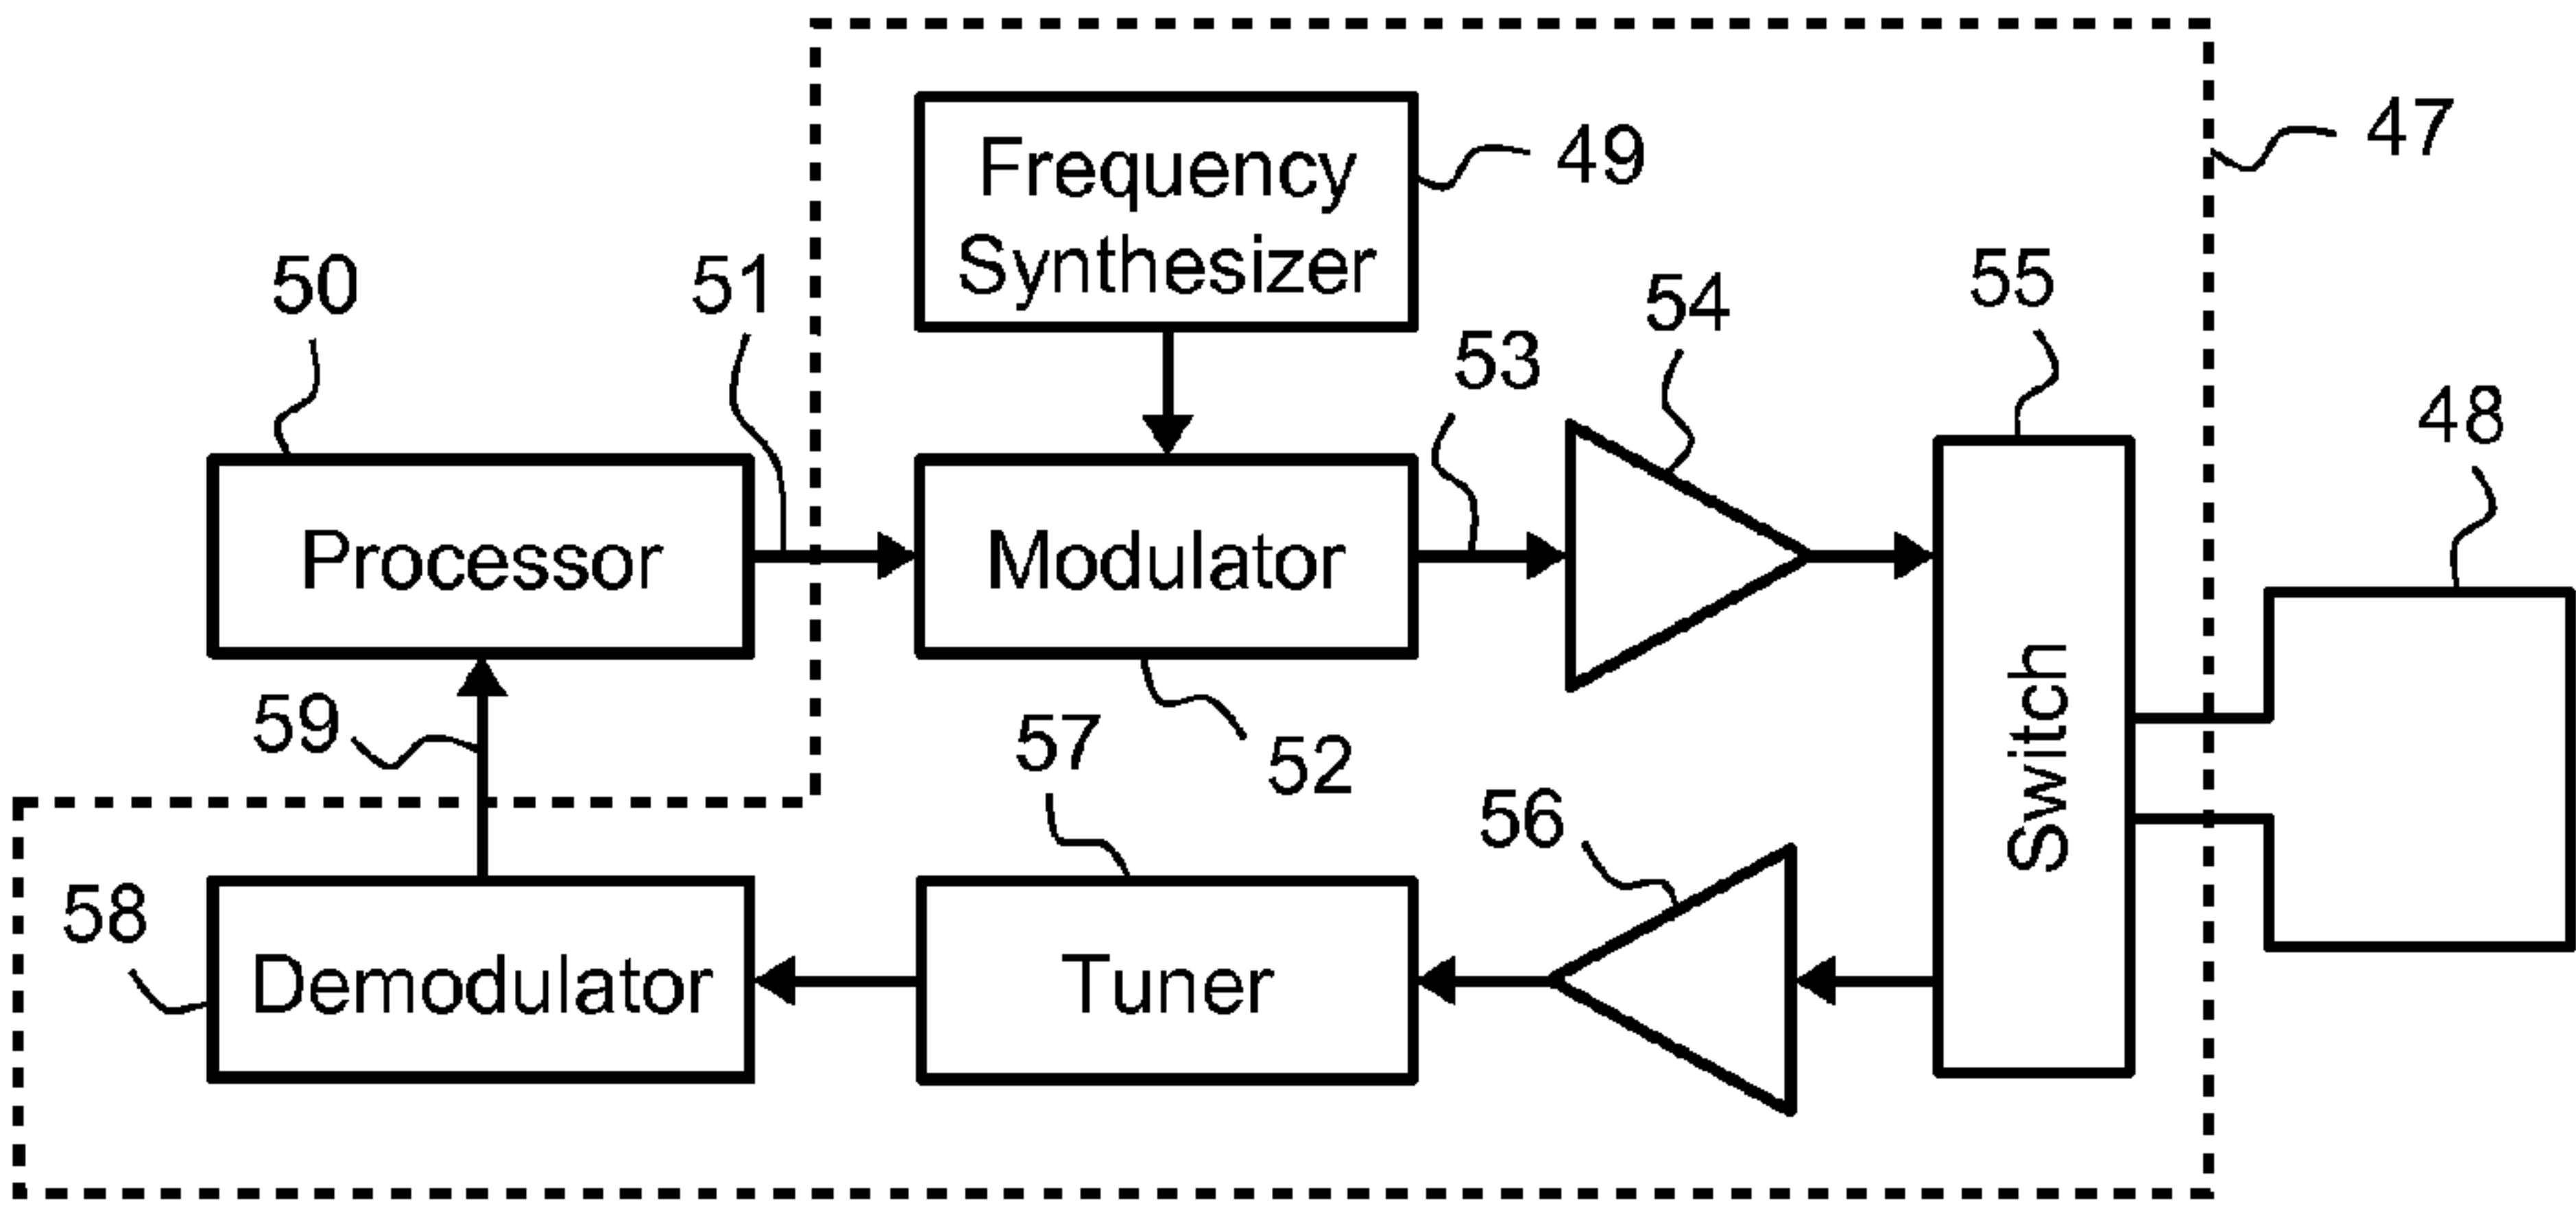 47
49
Frequency
Synthesizer
50
51
53
54
55
48
Processor
Modulator
Switch
59
57
52
56
58
Demodulator
Tuner